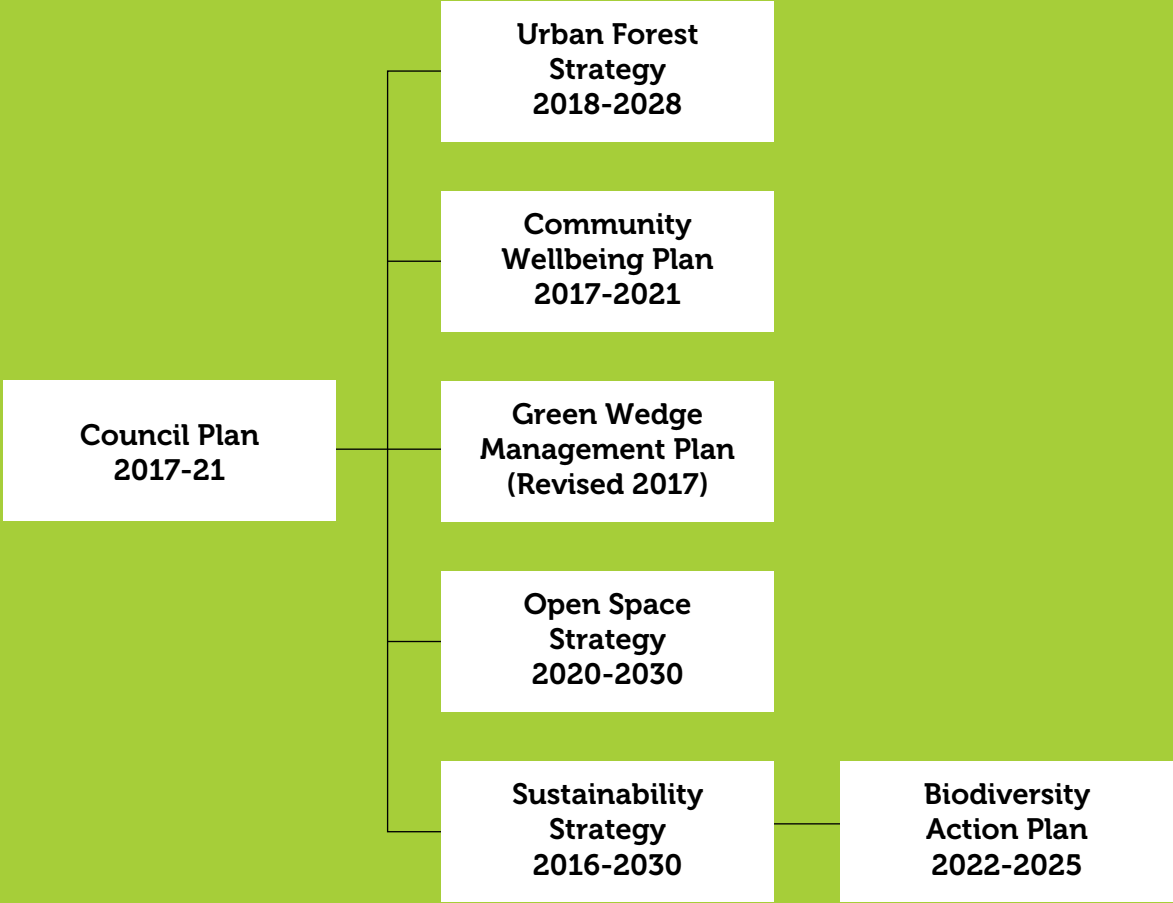 Urban Forest
Strategy
2018-2028
Community
Wellbeing Plan
2017-2021
Council Plan
2017-21
Green Wedge
Management Plan
(Revised 2017)
Open Space
Strategy
2020-2030
Sustainability
Strategy
2016-2030
Biodiversity
Action Plan
2022-2025